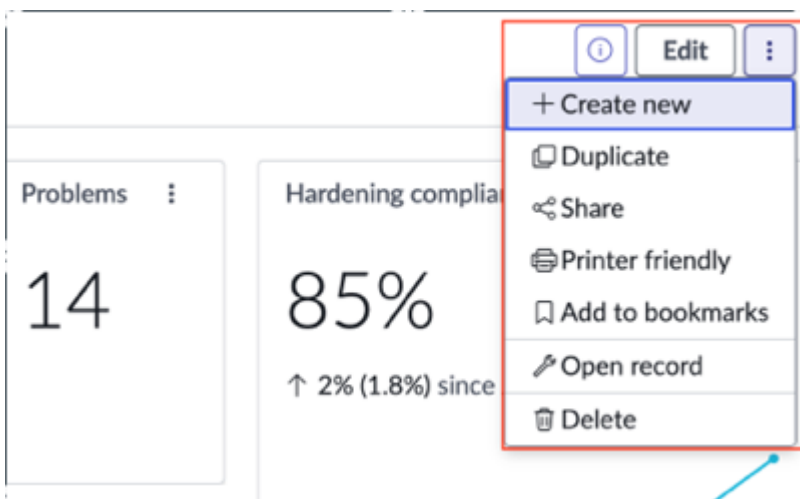 Edit
Create new
Duplicate
Share
Printer friendly
Add to bookmarks
Open record
Delete
Problems
14
Hardening
85%
↑ 2% (1.8%) since